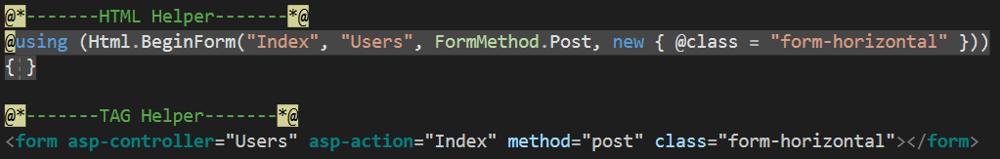 @*-------HTML Helper-------*@
@using (Html.BeginForm("Index", "Users", FormMethod.Post, new { @class = "form-horizontal" }))
{ }
@*-------TAG Helper-------*@
<form asp-controller="Users" asp-action="Index" method="post" class="form-horizontal"></form>